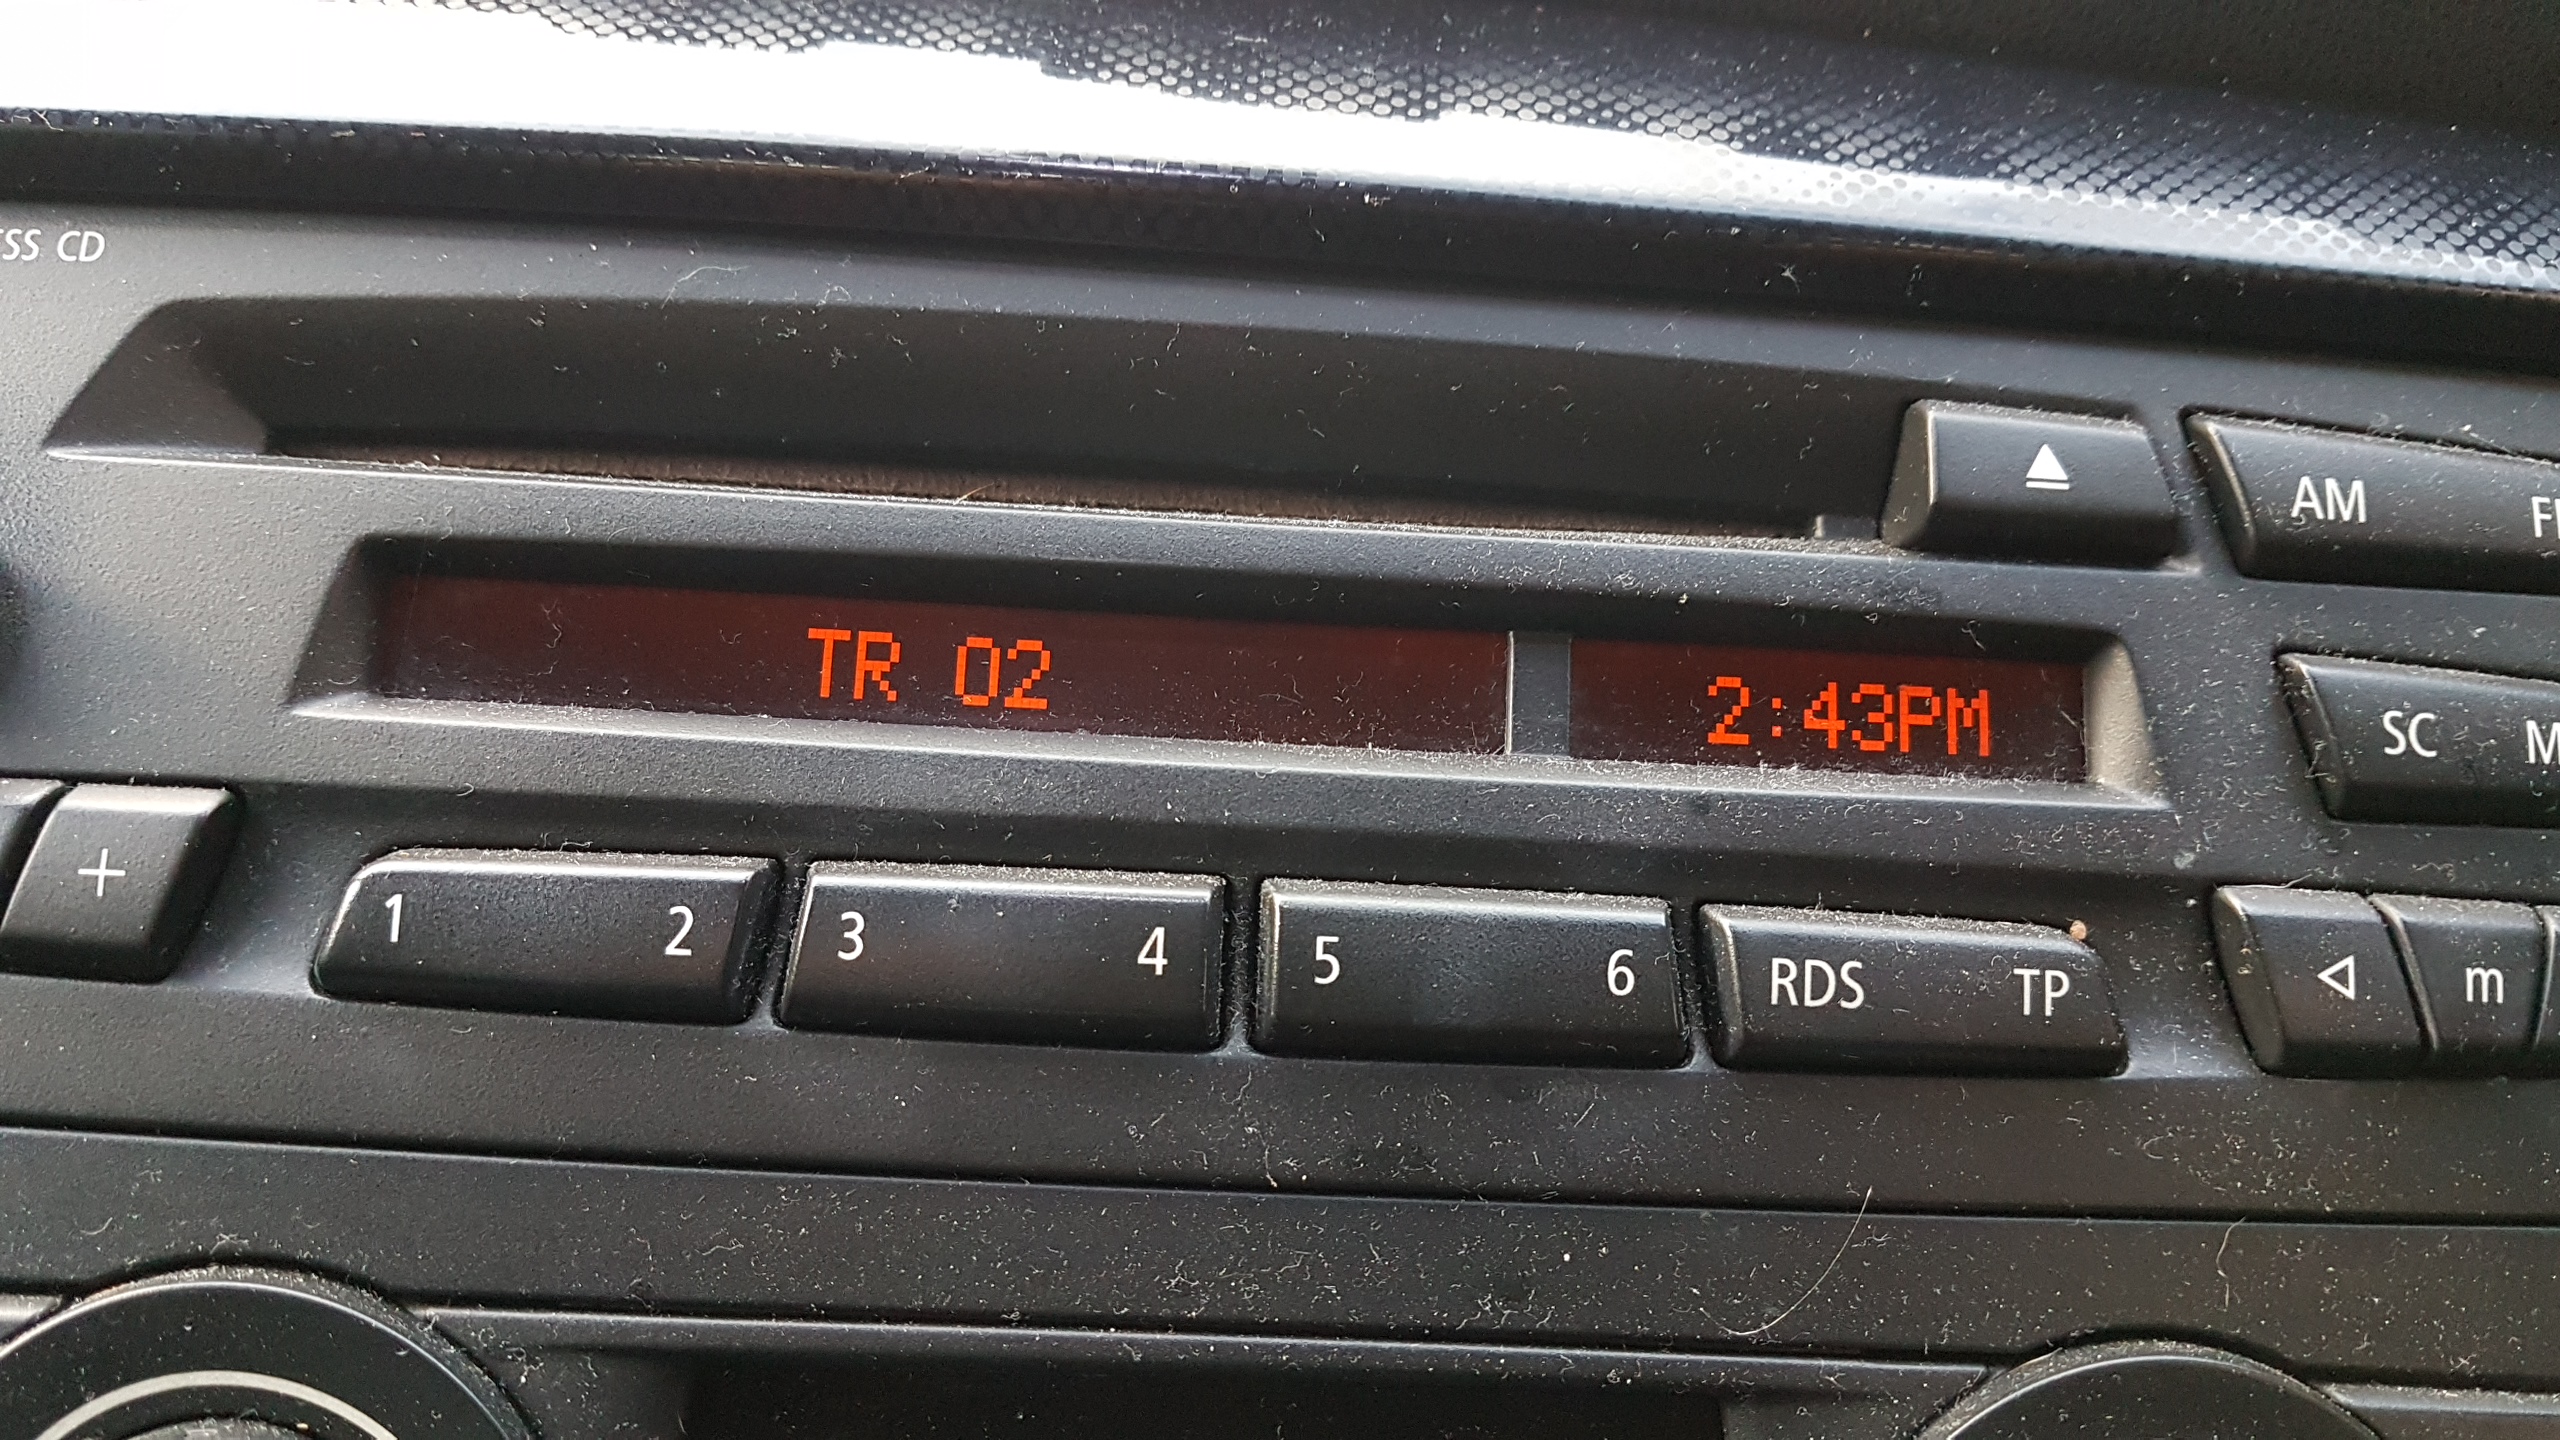 CD
AM
TR 02 2:43PM
SC
+ 1 2 3 4 5 6 RDS TP m